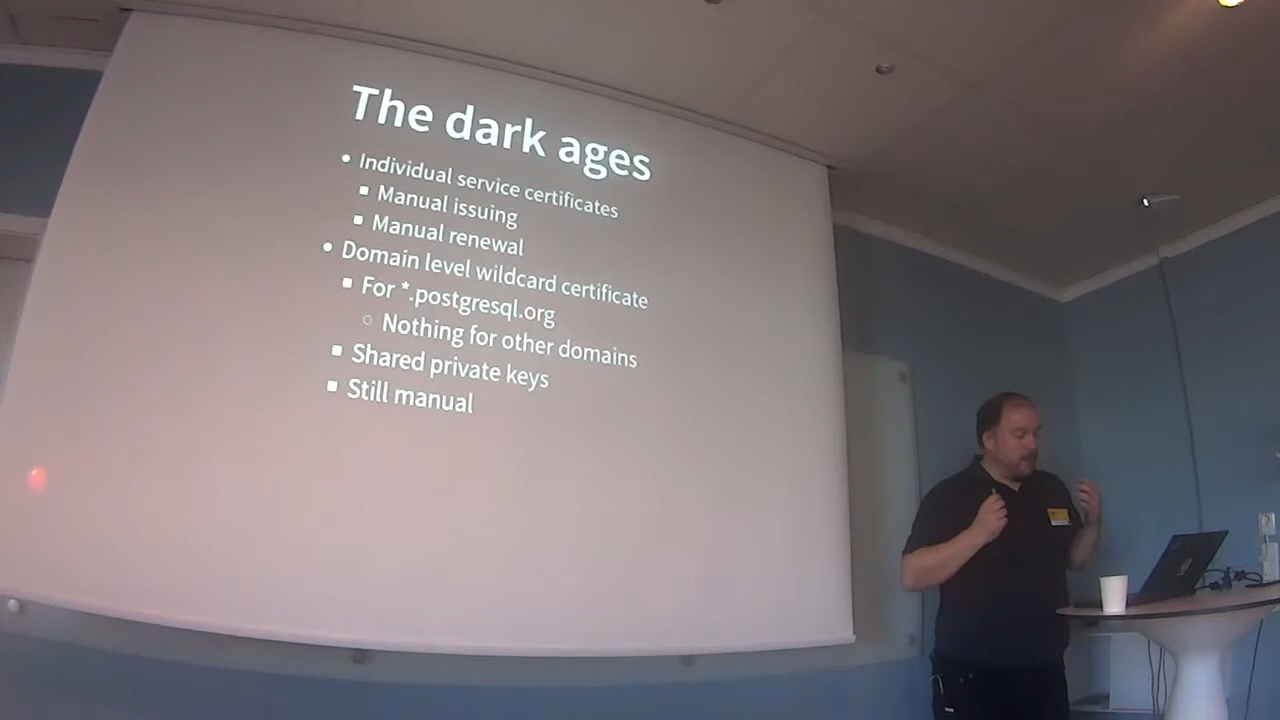 The dark ages
Individual service certificates
Manual issuing
Manual renewal
Domain level wildcard certificate
For *.postgresql.org
Nothing for other domains
Shared private keys
Still manual